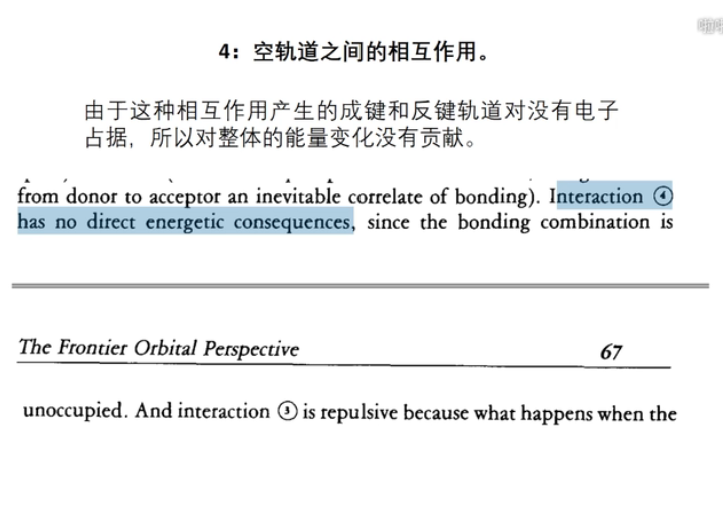 4：空轨道之间的相互作用。
由于这种相互作用产生的成键和反键轨道对没有电子
占据，所以对整体的能量变化没有贡献。
from donor to acceptor an inevitable correlate of bonding). Interaction ④
has no direct energetic consequences, since the bonding combination is
The Frontier Orbital Perspective 67
unoccupied. And interaction ③ is repulsive because what happens when the